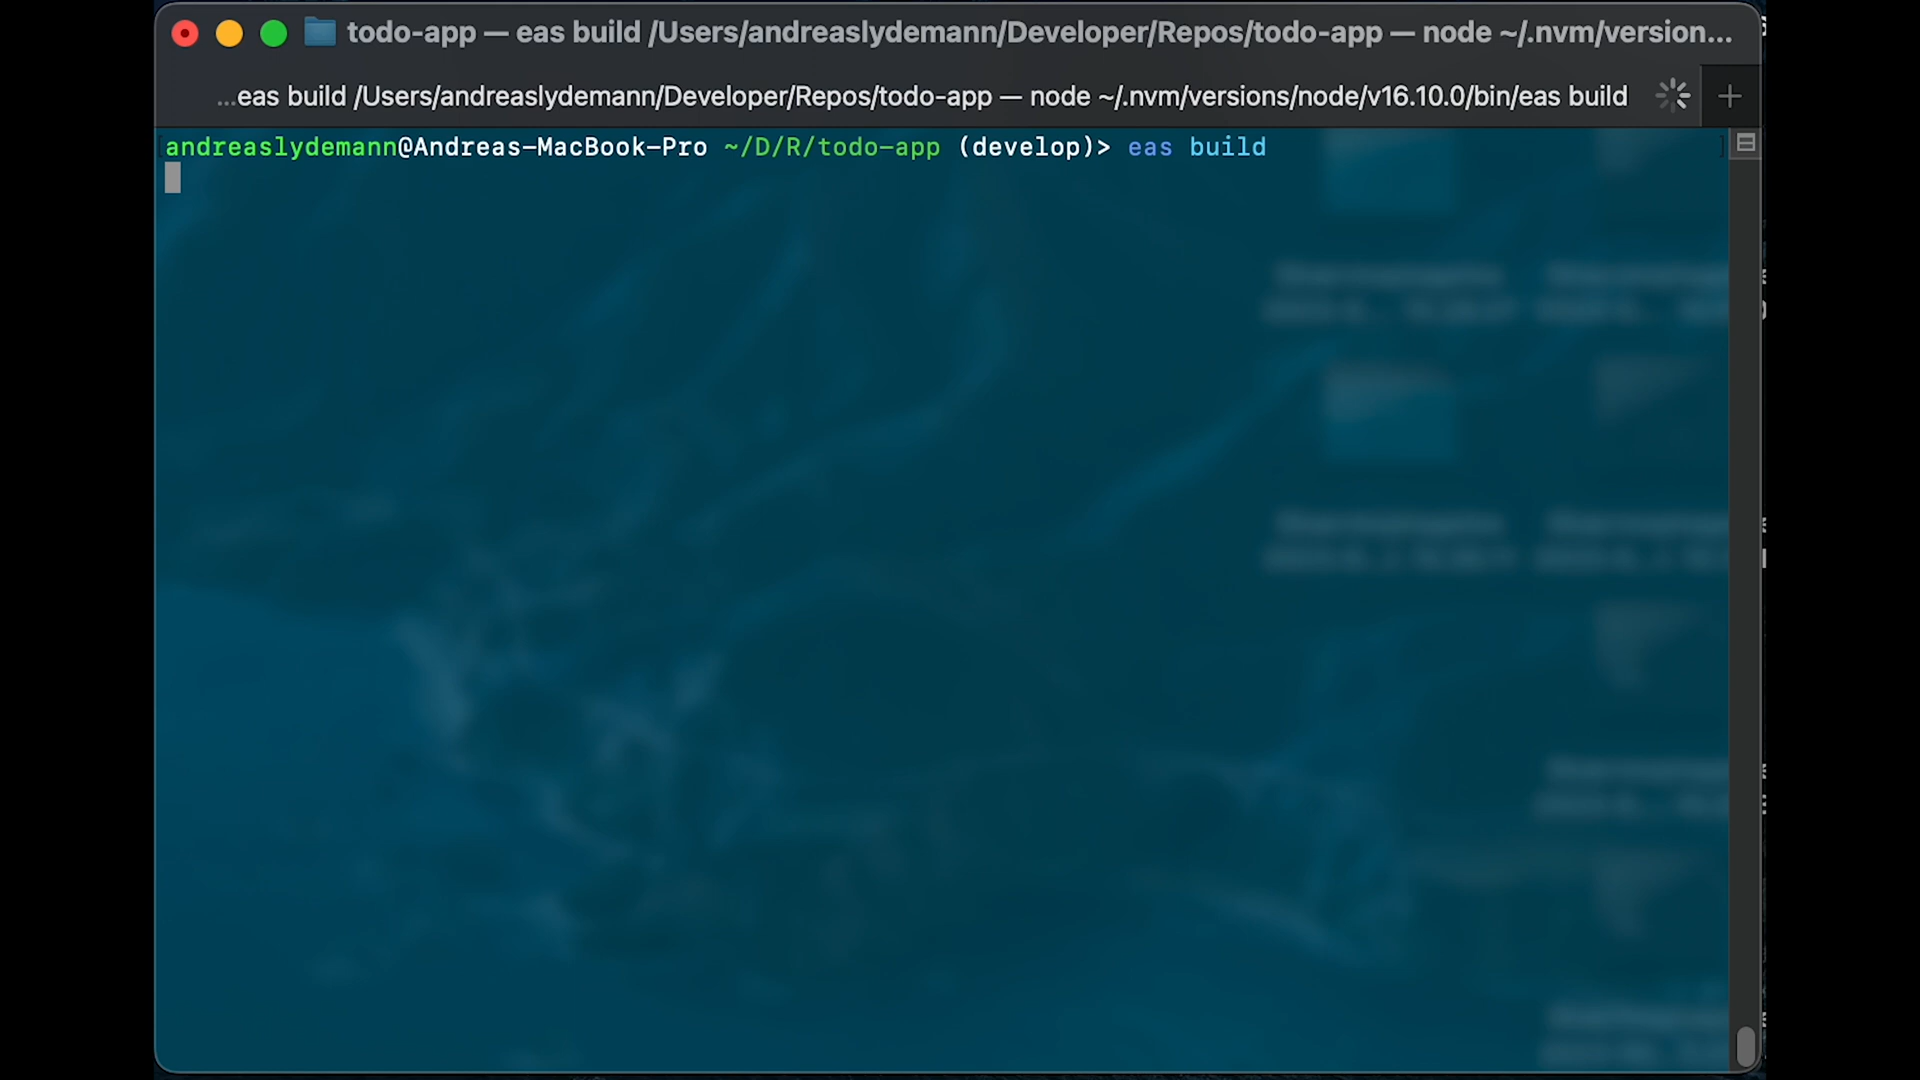 todo-app — eas build /Users/andreaslydemann/Developer/Repos/todo-app — node ~/.nvm/version...
...eas build /Users/andreaslydemann/Developer/Repos/todo-app — node ~/.nvm/versions/node/v16.10.0/bin/eas build
andreaslydemann@Andreas-MacBook-Pro ~/D/R/todo-app (develop)> eas build